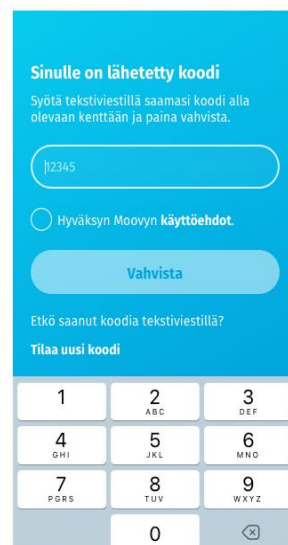 Sinulle on lähetetty koodi
Syötä tekstiviestillä saamasi koodi alla
olevaan kenttään ja paina vahvista.
12345
Hyväksyn Moovyn käyttöehdot.
Vahvista
Etkö saanut koodia tekstiviestillä?
Tilaa uusi koodi
1 2 3
ABC DEF
4 5 6
GHI JKL MNO
7 8 9
PGRS TUV WXYZ
0